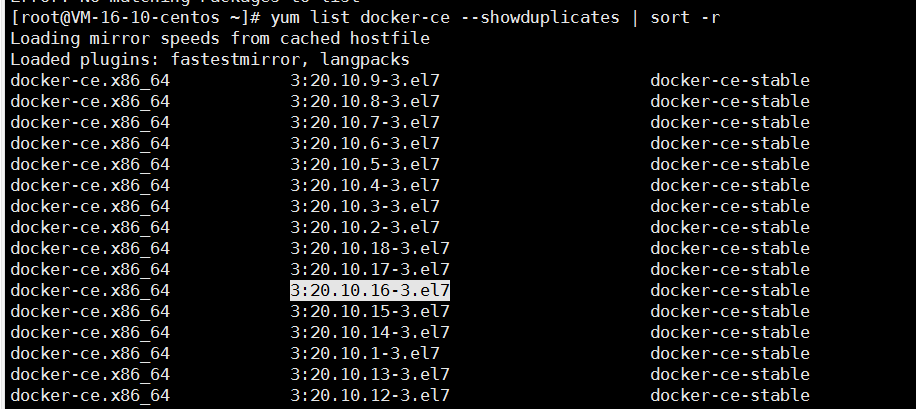 Error: No matching Packages to list
[root@VM-16-10-centos ~]# yum list docker-ce --showduplicates | sort -r
Loading mirror speeds from cached hostfile
Loaded plugins: fastestmirror, langpacks
docker-ce.x86_64 3:20.10.9-3.el7 docker-ce-stable
docker-ce.x86_64 3:20.10.8-3.el7 docker-ce-stable
docker-ce.x86_64 3:20.10.7-3.el7 docker-ce-stable
docker-ce.x86_64 3:20.10.6-3.el7 docker-ce-stable
docker-ce.x86_64 3:20.10.5-3.el7 docker-ce-stable
docker-ce.x86_64 3:20.10.4-3.el7 docker-ce-stable
docker-ce.x86_64 3:20.10.3-3.el7 docker-ce-stable
docker-ce.x86_64 3:20.10.2-3.el7 docker-ce-stable
docker-ce.x86_64 3:20.10.18-3.el7 docker-ce-stable
docker-ce.x86_64 3:20.10.17-3.el7 docker-ce-stable
docker-ce.x86_64 3:20.10.16-3.el7 docker-ce-stable
docker-ce.x86_64 3:20.10.15-3.el7 docker-ce-stable
docker-ce.x86_64 3:20.10.14-3.el7 docker-ce-stable
docker-ce.x86_64 3:20.10.1-3.el7 docker-ce-stable
docker-ce.x86_64 3:20.10.13-3.el7 docker-ce-stable
docker-ce.x86_64 3:20.10.12-3.el7 docker-ce-stable